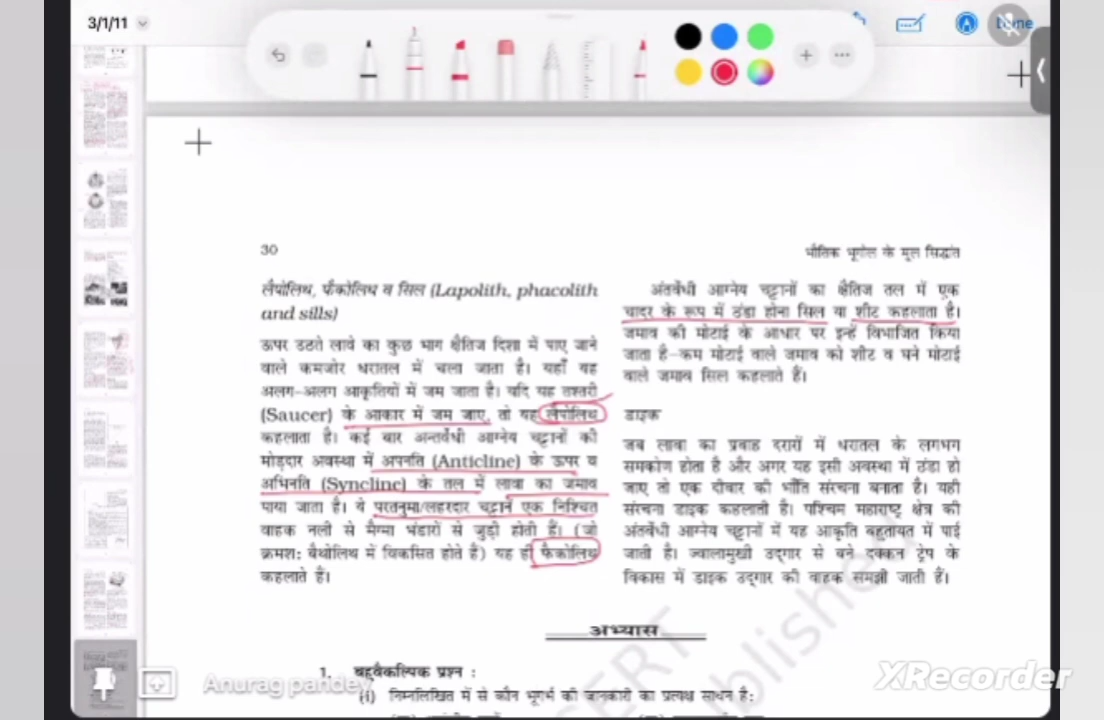 3/1/11
Done
30
भौतिक भूगोल के मूल सिद्धांत
लैपोलिथ, फैकोलिथ व सिल (Lapolith, phacolith
and sills)
ऊपर उठते लावे का कुछ भाग क्षैतिज दिशा में पाए जाने
वाले कमजोर धरातल में चला जाता है। यहाँ यह
अलग-अलग आकृतियों में जम जाता है। यदि यह तश्तरी
(Saucer) के आकार में जम जाए, तो यह लैपोलिथ
कहलाता है। कई बार अन्तर्वेधी आग्नेय चट्टानों की
मोड़दार अवस्था में अपनति (Anticline) के ऊपर व
अभिनति (Syncline) के तल में लावा का जमाव
पाया जाता है। ये परतनुमा/लहरदार चट्टानें एक निश्चित
वाहक नली से मैग्मा भंडारों से जुड़ी होती हैं। (जो
क्रमशः बैथोलिथ में विकसित होते हैं) यह ही फैकोलिथ
कहलाते हैं।
अंतर्वेधी आग्नेय चट्टानों का क्षैतिज तल में एक
चादर के रूप में ठंडा होना सिल या शीट कहलाता है।
जमाव की मोटाई के आधार पर इन्हें विभाजित किया
जाता है-कम मोटाई वाले जमाव को शीट व घने मोटाई
वाले जमाव सिल कहलाते हैं।
डाइक
जब लावा का प्रवाह दरारों में धरातल के लगभग
समकोण होता है और अगर यह इसी अवस्था में ठंडा हो
जाए तो एक दीवार की भाँति संरचना बनाता है। यही
संरचना डाइक कहलाती है। पश्चिम महाराष्ट्र क्षेत्र की
अंतर्वेधी आग्नेय चट्टानों में यह आकृति बहुतायत में पाई
जाती है। ज्वालामुखी उद्गार से बने दक्कन ट्रेप के
विकास में डाइक उद्गार की वाहक समझी जाती हैं।
अभ्यास
1. बहुवैकल्पिक प्रश्न :
(i) निम्नलिखित में से कौन भूगर्भ की जानकारी का प्रत्यक्ष साधन है:
Anurag pandey
XRecorder